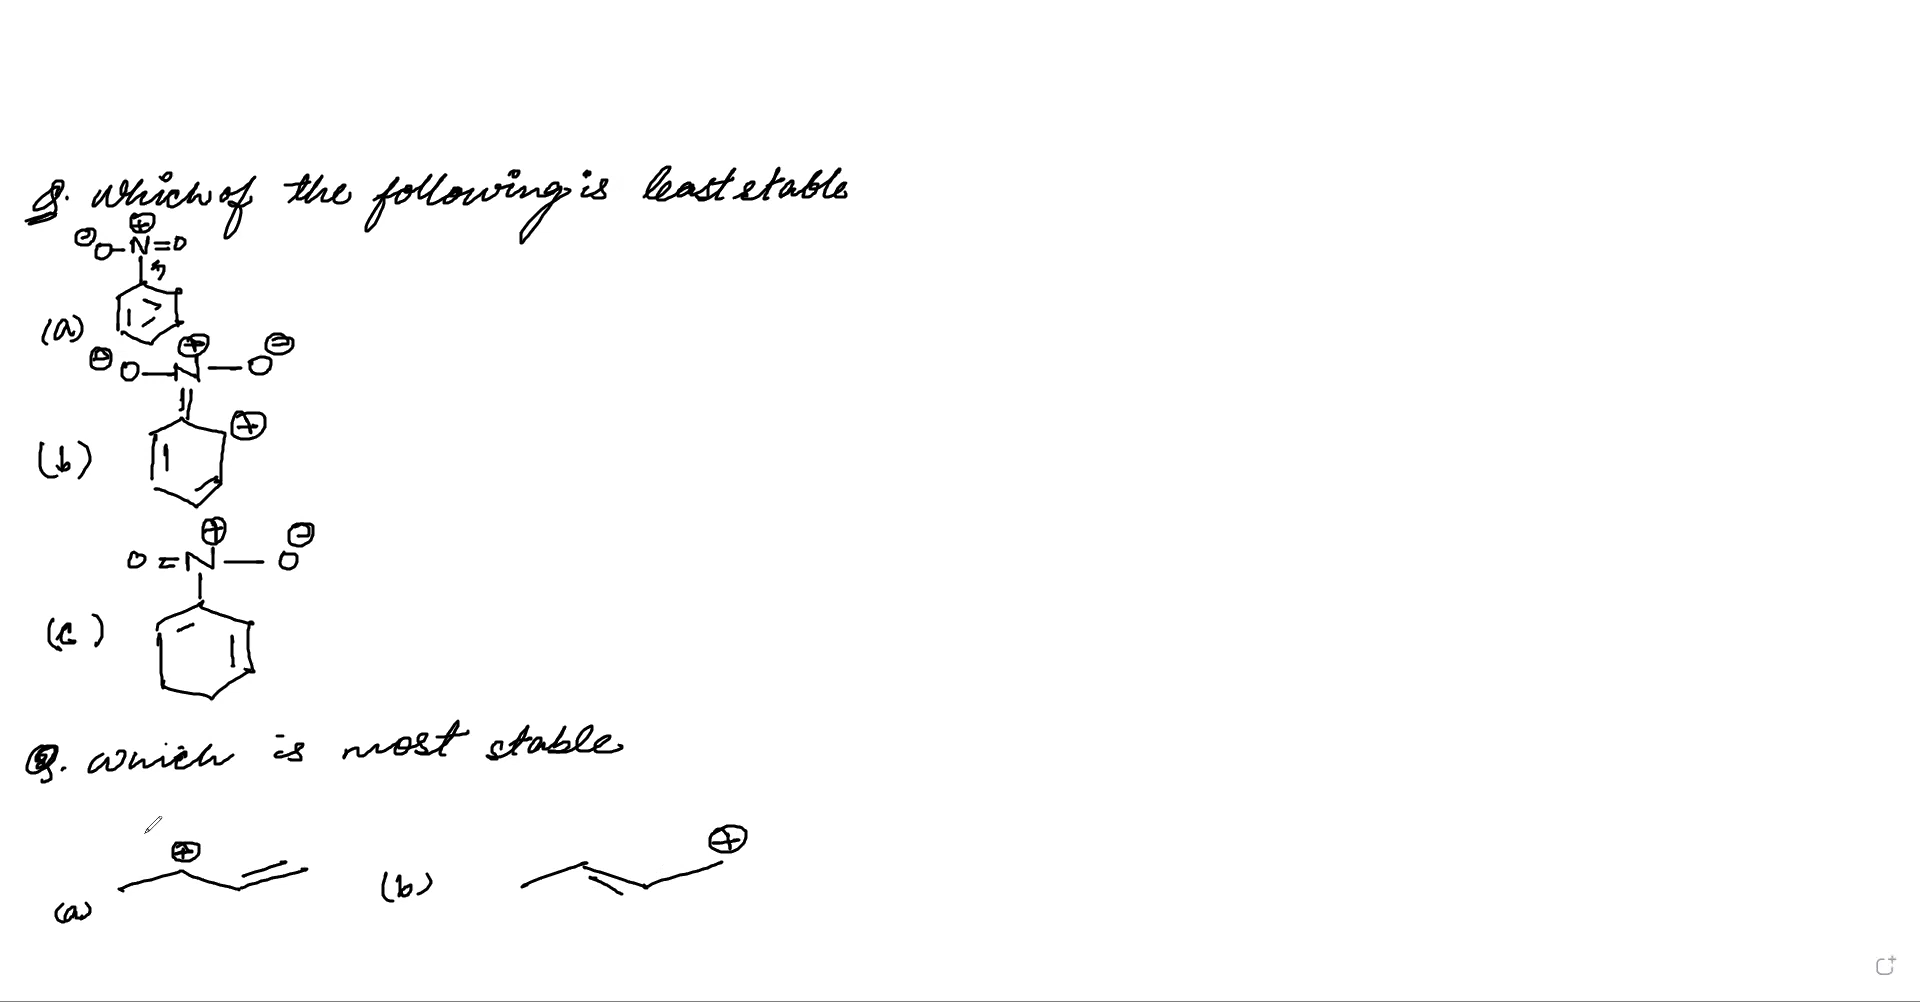 Q. Which of the following is least stable
⊕
⊖O-N=O
(a)
⊕
⊖O-N-O⊖
⊕
(b)
⊕
O=N-O⊖
(c)
Q. which is most stable
⊕ ⊕
(a) (b)